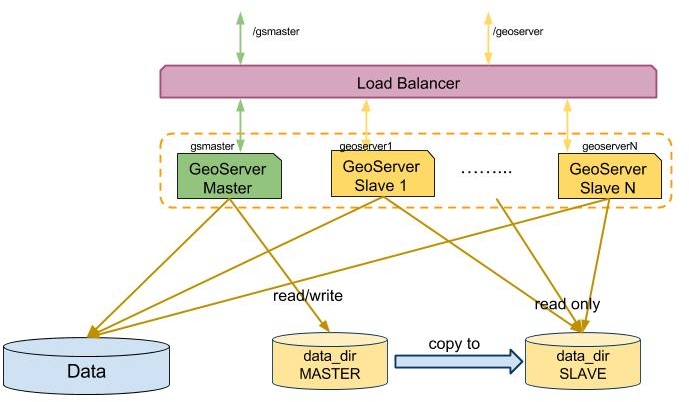 /gsmaster
/geoserver
Load Balancer
gsmaster
geoserver1
geoserverN
GeoServer
Master
GeoServer
Slave 1
……...
GeoServer
Slave N
read/write
read only
Data
data_dir
MASTER
copy to
data_dir
SLAVE